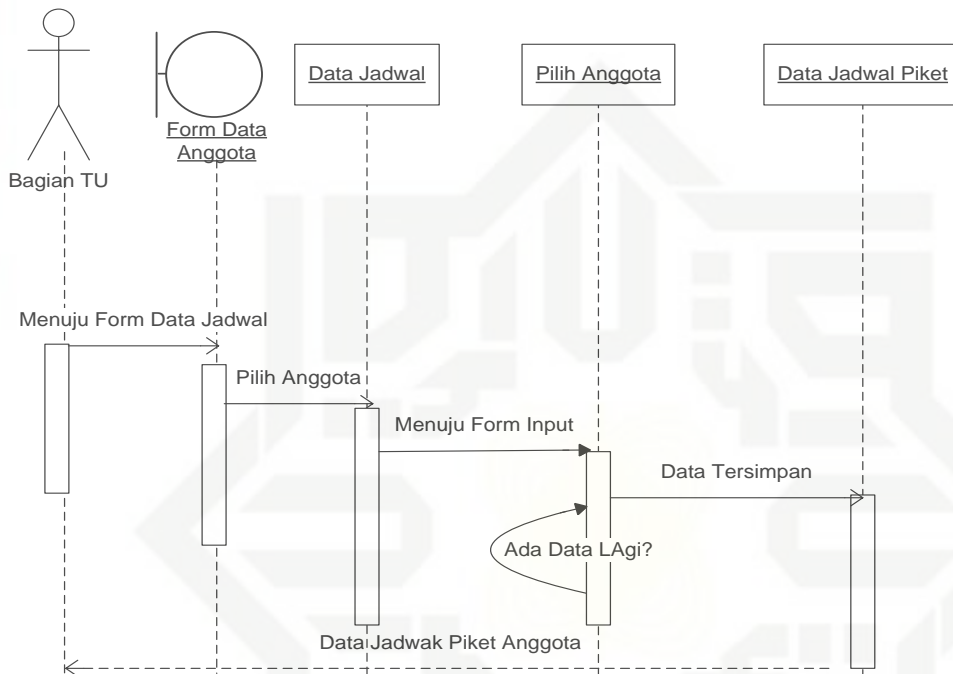 Data Jadwal
Pilih Anggota
Data Jadwal Piket
Form Data
Anggota
Bagian TU
Menuju Form Data Jadwal
Pilih Anggota
Menuju Form Input
Data Tersimpan
Ada Data LAgi?
Data Jadwak Piket Anggota